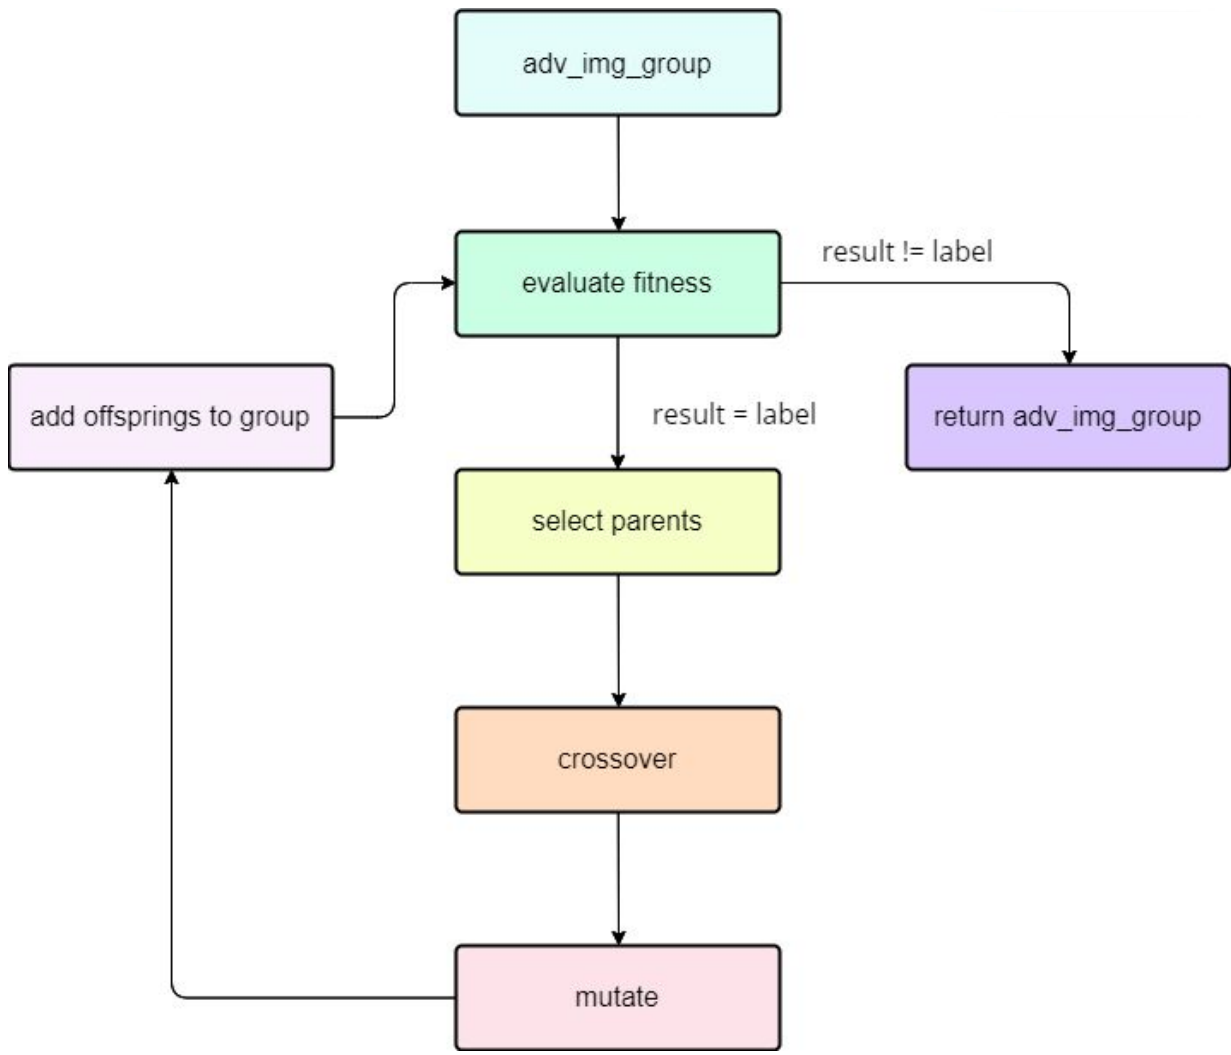 adv_img_group
evaluate fitness
result != label
add offsprings to group
result = label
return adv_img_group
select parents
crossover
mutate